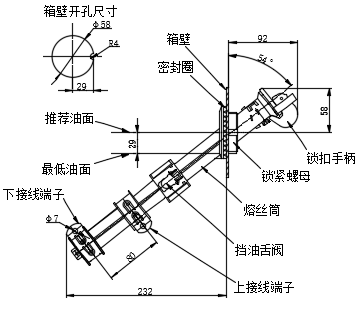 箱壁开孔尺寸
Φ58
R4
29
箱壁
密封圈
92
54°
58
推荐油面
29
最低油面
锁扣手柄
锁紧螺母
熔丝筒
下接线端子
Φ7
挡油舌阀
80
上接线端子
232